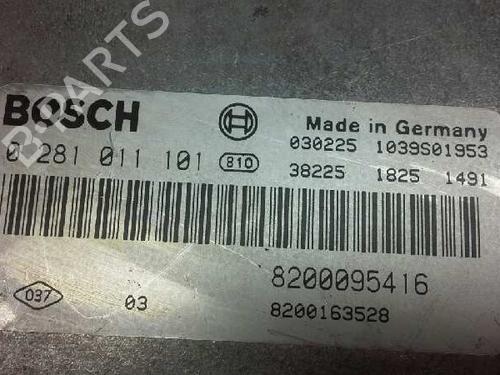 B-PARTS
BOSCH
Made in Germany
030225 1039S01953
0 281 011 101 810
38225 1825 1491
8200095416
037 03
8200163528